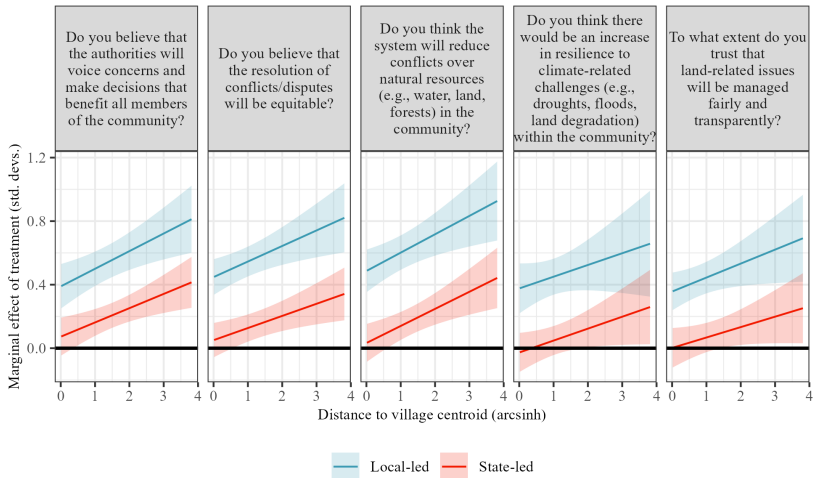 Do you believe that
the authorities will
voice concerns and
make decisions that
benefit all members
of the community?
Do you believe that
the resolution of
conflicts/disputes
will be equitable?
Do you think the
system will reduce
conflicts over
natural resources
(e.g., water, land,
forests) in the
community?
Do you think there
would be an increase
in resilience to
climate-related
challenges (e.g.,
droughts, floods,
land degradation)
within the community?
To what extent do you
trust that
land-related issues
will be managed
fairly and
transparently?
Marginal effect of treatment (std. devs.)
1.2
0.8
0.4
0.0
0 1 2 3 4
0 1 2 3 4
0 1 2 3 4
0 1 2 3 4
0 1 2 3 4
Distance to village centroid (arcsinh)
Local-led State-led